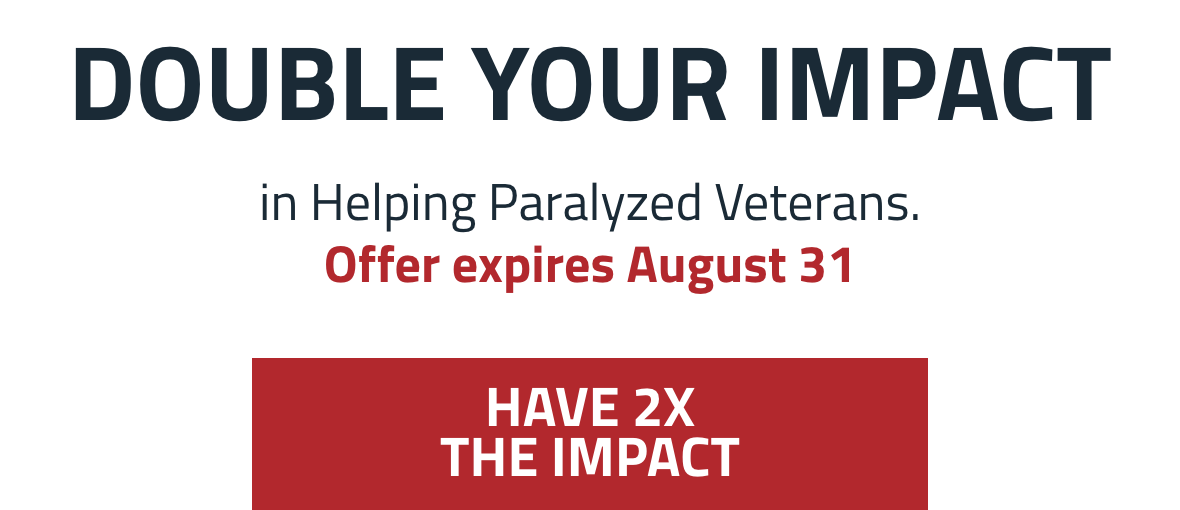 DOUBLE YOUR IMPACT
in Helping Paralyzed Veterans.
Offer expires August 31
HAVE 2X
THE IMPACT